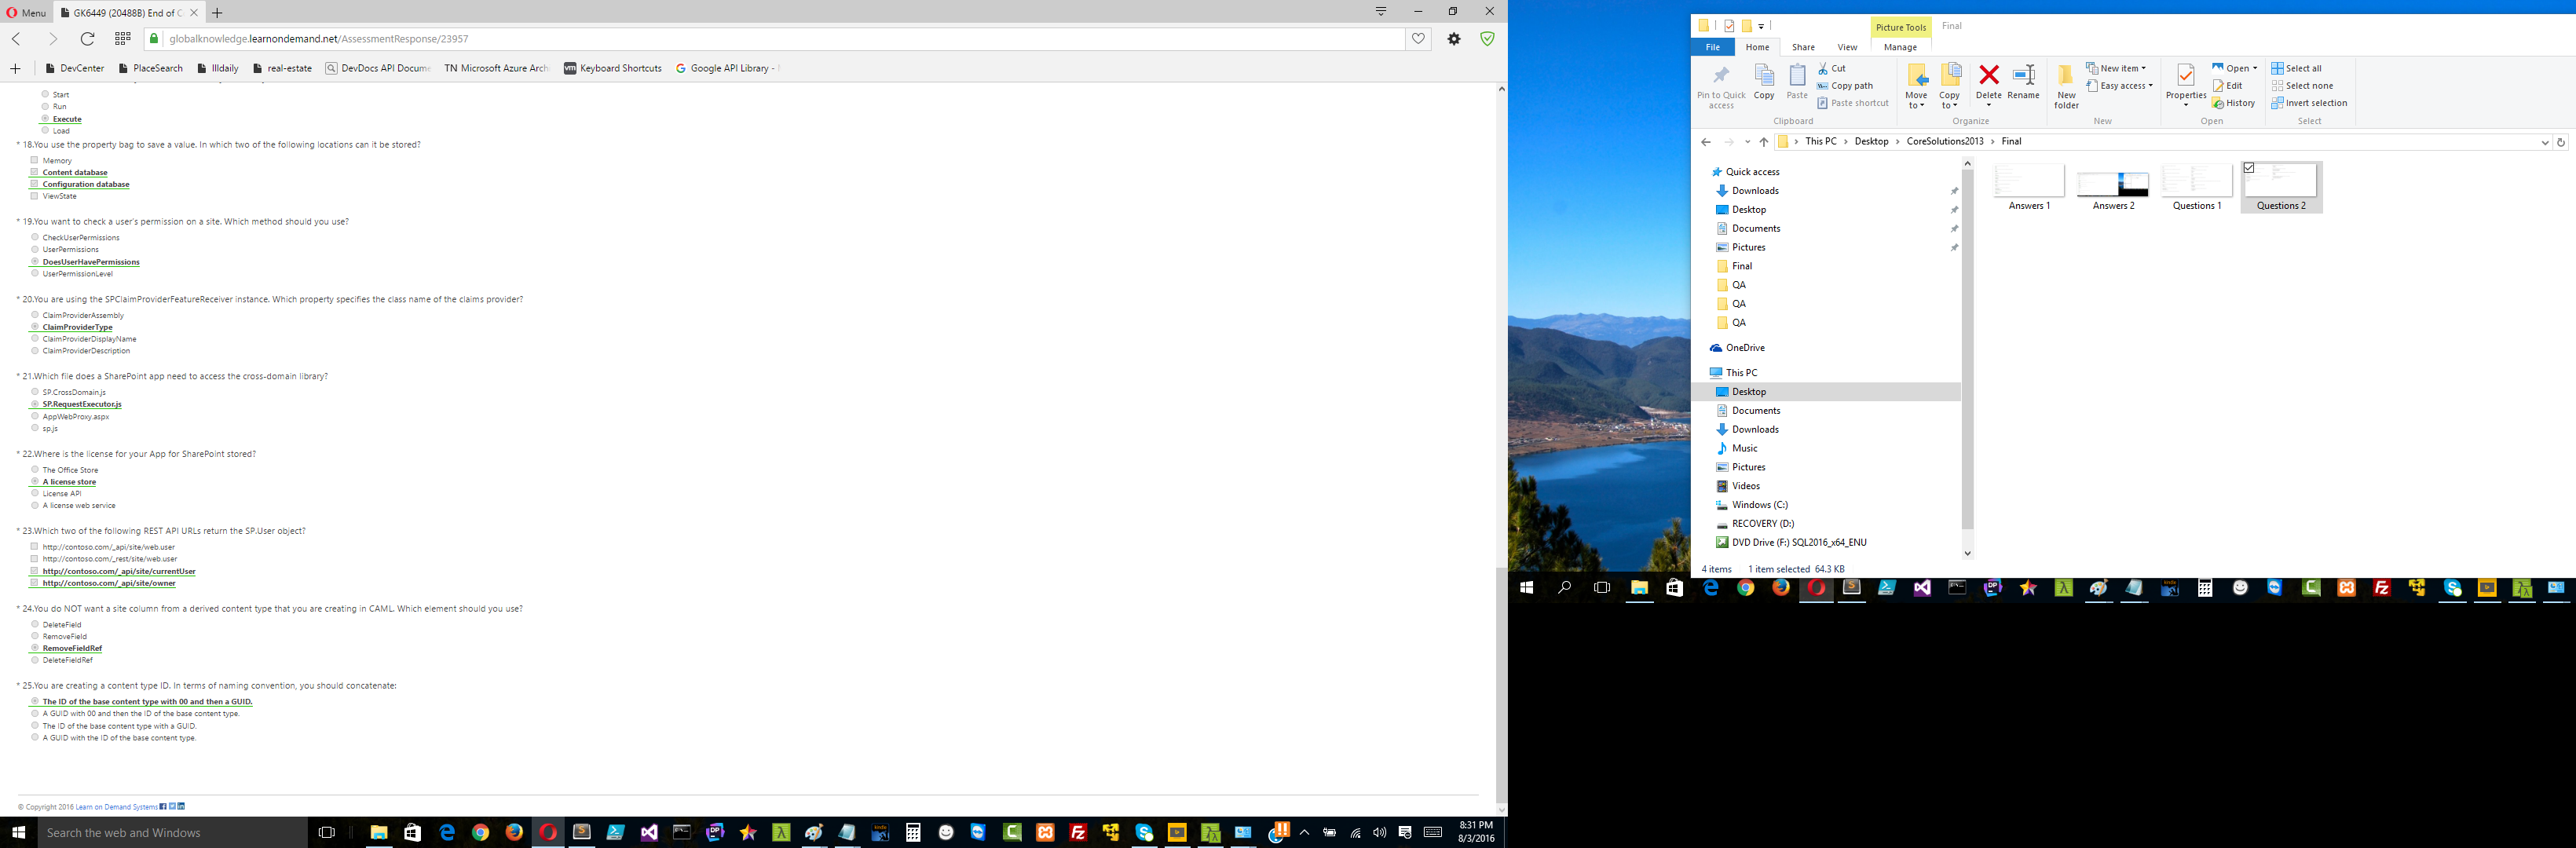 Menu
GK6449 (20488B) End of C
globalknowledge.learnondemand.net/AssessmentResponse/23957
DevCenter
PlaceSearch
Illdaily
real-estate
DevDocs API Docume
TN Microsoft Azure Arch
vm Keyboard Shortcuts
G Google API Library -
Start
Run
Execute
Load
* 18.You use the property bag to save a value. In which two of the following locations can it be stored?
Memory
Content database
Configuration database
ViewState
* 19.You want to check a user's permission on a site. Which method should you use?
CheckUserPermissions
UserPermissions
DoesUserHavePermissions
UserPermissionLevel
* 20.You are using the SPClaimProviderFeatureReceiver instance. Which property specifies the class name of the claims provider?
ClaimProviderAssembly
ClaimProviderType
ClaimProviderDisplayName
ClaimProviderDescription
* 21.Which file does a SharePoint app need to access the cross-domain library?
SP.CrossDomain.js
SP.RequestExecutor.js
AppWebProxy.aspx
sp.js
* 22.Where is the license for your App for SharePoint stored?
The Office Store
A license store
License API
A license web service
* 23.Which two of the following REST API URLs return the SP.User object?
http://contoso.com/_api/site/web.user
http://contoso.com/_rest/site/web.user
http://contoso.com/_api/site/currentUser
http://contoso.com/_api/site/owner
* 24.You do NOT want a site column from a derived content type that you are creating in CAML. Which element should you use?
DeleteField
RemoveField
RemoveFieldRef
DeleteFieldRef
* 25.You are creating a content type ID. In terms of naming convention, you should concatenate:
The ID of the base content type with 00 and then a GUID.
A GUID with 00 and then the ID of the base content type.
The ID of the base content type with a GUID.
A GUID with the ID of the base content type.
© Copyright 2016 Learn on Demand Systems
Search the web and Windows
8:31 PM
8/3/2016
Picture Tools
Final
File
Home
Share
View
Manage
Pin to Quick access
Copy
Paste
Cut
Copy path
Paste shortcut
Clipboard
Move to
Copy to
Delete
Rename
Organize
New folder
New item
Easy access
New
Properties
Open
Edit
History
Open
Select all
Select none
Invert selection
Select
This PC
Desktop
CoreSolutions2013
Final
Quick access
Downloads
Desktop
Documents
Pictures
Final
QA
QA
QA
OneDrive
This PC
Desktop
Documents
Downloads
Music
Pictures
Videos
Windows (C:)
RECOVERY (D:)
DVD Drive (F:) SQL2016_x64_ENU
Answers 1
Answers 2
Questions 1
Questions 2
4 items
1 item selected 64.3 KB